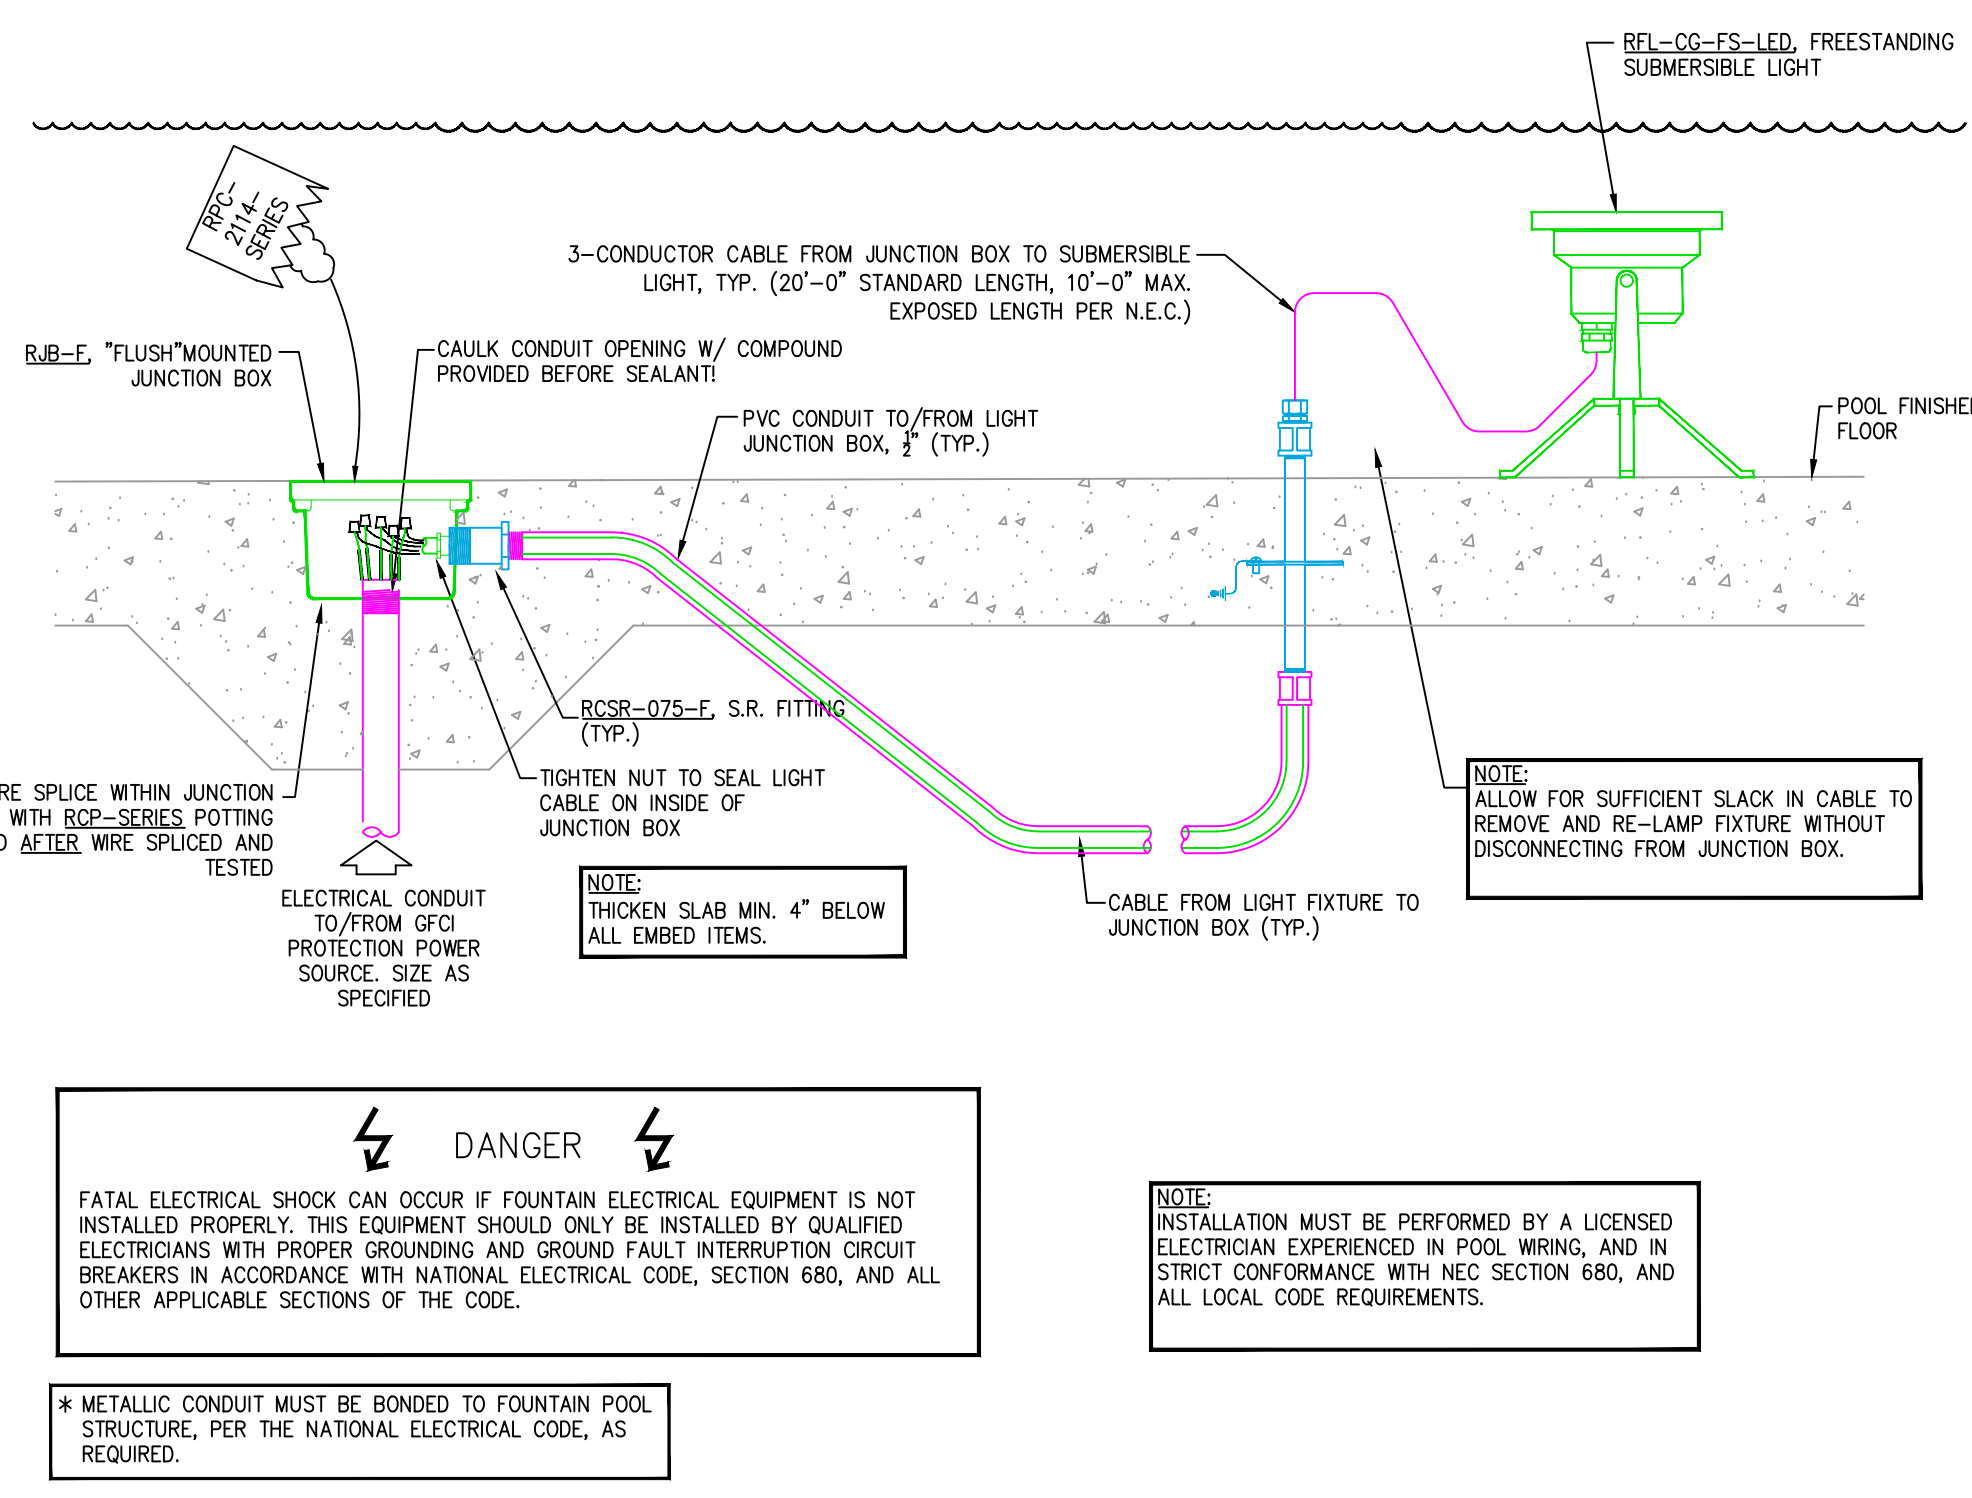 RFL-CG-FS-LED, FREESTANDING
SUBMERSIBLE LIGHT
RPC-
2114-
SERIES
3-CONDUCTOR CABLE FROM JUNCTION BOX TO SUBMERSIBLE
LIGHT, TYP. (20'-0" STANDARD LENGTH, 10'-0" MAX.
EXPOSED LENGTH PER N.E.C.)
RJB-F, "FLUSH"MOUNTED
JUNCTION BOX
CAULK CONDUIT OPENING W/ COMPOUND
PROVIDED BEFORE SEALANT!
PVC CONDUIT TO/FROM LIGHT
JUNCTION BOX, ½" (TYP.)
POOL FINISHED
FLOOR
RCSR-075-F, S.R. FITTING
(TYP.)
TIGHTEN NUT TO SEAL LIGHT
CABLE ON INSIDE OF
JUNCTION BOX
RE SPLICE WITHIN JUNCTION
WITH RCP-SERIES POTTING
AFTER WIRE SPLICED AND
TESTED
ELECTRICAL CONDUIT
TO/FROM GFCI
PROTECTION POWER
SOURCE. SIZE AS
SPECIFIED
NOTE:
THICKEN SLAB MIN. 4" BELOW
ALL EMBED ITEMS.
CABLE FROM LIGHT FIXTURE TO
JUNCTION BOX (TYP.)
NOTE:
ALLOW FOR SUFFICIENT SLACK IN CABLE TO
REMOVE AND RE-LAMP FIXTURE WITHOUT
DISCONNECTING FROM JUNCTION BOX.
DANGER
FATAL ELECTRICAL SHOCK CAN OCCUR IF FOUNTAIN ELECTRICAL EQUIPMENT IS NOT
INSTALLED PROPERLY. THIS EQUIPMENT SHOULD ONLY BE INSTALLED BY QUALIFIED
ELECTRICIANS WITH PROPER GROUNDING AND GROUND FAULT INTERRUPTION CIRCUIT
BREAKERS IN ACCORDANCE WITH NATIONAL ELECTRICAL CODE, SECTION 680, AND ALL
OTHER APPLICABLE SECTIONS OF THE CODE.
NOTE:
INSTALLATION MUST BE PERFORMED BY A LICENSED
ELECTRICIAN EXPERIENCED IN POOL WIRING, AND IN
STRICT CONFORMANCE WITH NEC SECTION 680, AND
ALL LOCAL CODE REQUIREMENTS.
* METALLIC CONDUIT MUST BE BONDED TO FOUNTAIN POOL
STRUCTURE, PER THE NATIONAL ELECTRICAL CODE, AS
REQUIRED.